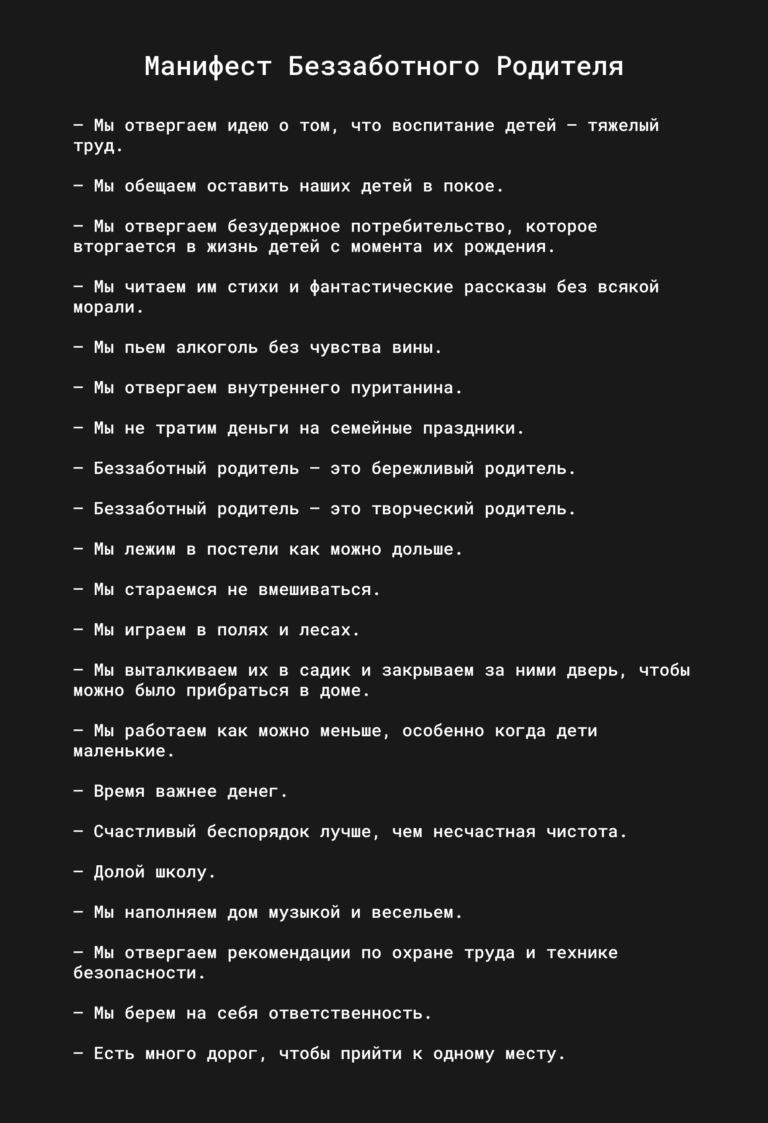 Манифест Беззаботного Родителя
— Мы отвергаем идею о том, что воспитание детей — тяжелый
труд.
— Мы обещаем оставить наших детей в покое.
— Мы отвергаем безудержное потребительство, которое
вторгается в жизнь детей с момента их рождения.
— Мы читаем им стихи и фантастические рассказы без всякой
морали.
— Мы пьем алкоголь без чувства вины.
— Мы отвергаем внутреннего пуританина.
— Мы не тратим деньги на семейные праздники.
— Беззаботный родитель — это бережливый родитель.
— Беззаботный родитель — это творческий родитель.
— Мы лежим в постели как можно дольше.
— Мы стараемся не вмешиваться.
— Мы играем в полях и лесах.
— Мы выталкиваем их в садик и закрываем за ними дверь, чтобы
можно было прибраться в доме.
— Мы работаем как можно меньше, особенно когда дети
маленькие.
— Время важнее денег.
— Счастливый беспорядок лучше, чем несчастная чистота.
— Долой школу.
— Мы наполняем дом музыкой и весельем.
— Мы отвергаем рекомендации по охране труда и технике
безопасности.
— Мы берем на себя ответственность.
— Есть много дорог, чтобы прийти к одному месту.